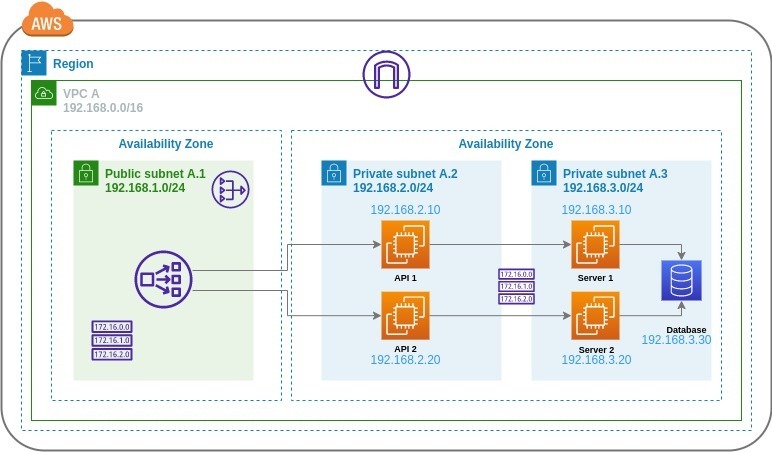 AWS
Region
VPC A
192.168.0.0/16
Availability Zone
Public subnet A.1
192.168.1.0/24
172.16.0.0
172.16.1.0
172.16.2.0
Availability Zone
Private subnet A.2
192.168.2.0/24
192.168.2.10
API 1
API 2
192.168.2.20
172.16.0.0
172.16.1.0
172.16.2.0
Private subnet A.3
192.168.3.0/24
192.168.3.10
Server 1
Server 2
192.168.3.20
Database
192.168.3.30